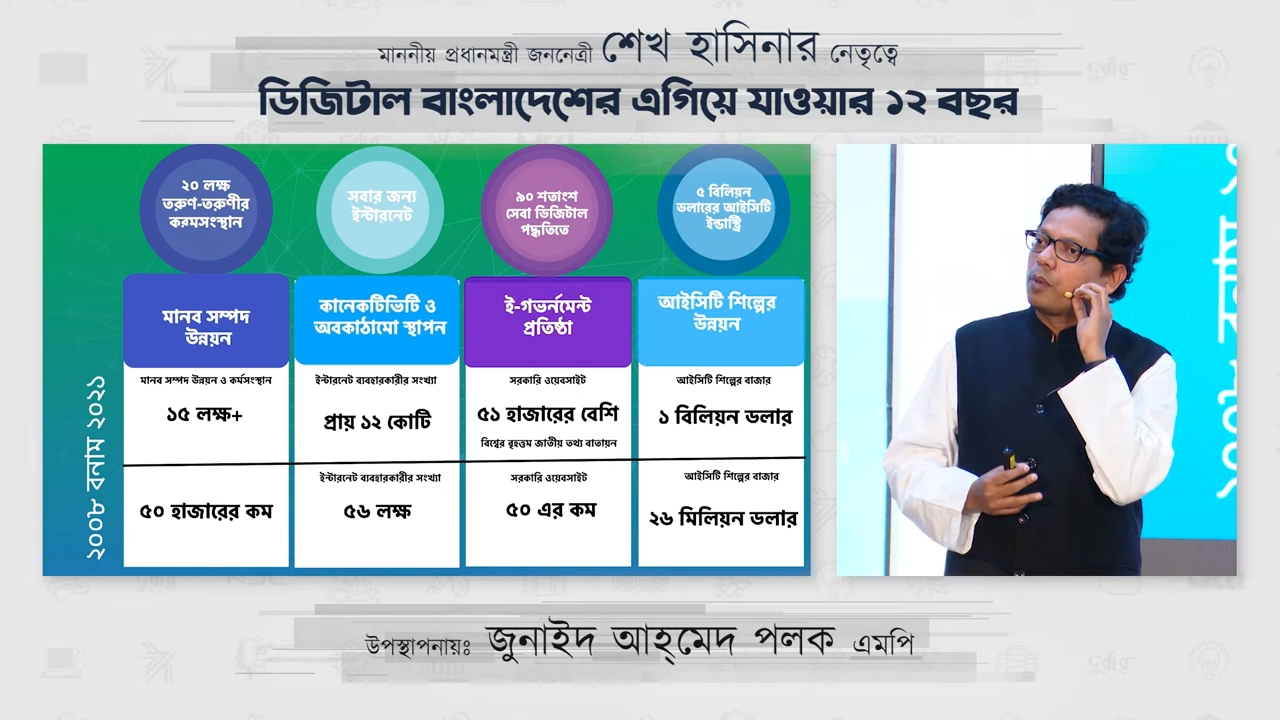 মাননীয় প্রধানমন্ত্রী জননেত্রী শেখ হাসিনার নেতৃত্বে
ডিজিটাল বাংলাদেশের এগিয়ে যাওয়ার ১২ বছর
২০ লক্ষ
তরুণ-তরুণীর
করমসংস্থান
সবার জন্য
ইন্টারনেট
৯০ শতাংশ
সেবা ডিজিটাল
পদ্ধতিতে
৫ বিলিয়ন
ডলারের আইসিটি
ইন্ডাস্ট্রি
মানব সম্পদ
উন্নয়ন
কানেকটিভিটি ও
অবকাঠামো স্থাপন
ই-গভর্নমেন্ট
প্রতিষ্ঠা
আইসিটি শিল্পের
উন্নয়ন
২০০৮ বনাম ২০২১
মানব সম্পদ উন্নয়ন ও কর্মসংস্থান
১৫ লক্ষ+
ইন্টারনেট ব্যবহারকারীর সংখ্যা
প্রায় ১২ কোটি
সরকারি ওয়েবসাইট
৫১ হাজারের বেশি
বিশ্বের বৃহত্তম জাতীয় তথ্য বাতায়ন
আইসিটি শিল্পের বাজার
১ বিলিয়ন ডলার
৫০ হাজারের কম
ইন্টারনেট ব্যবহারকারীর সংখ্যা
৫৬ লক্ষ
সরকারি ওয়েবসাইট
৫০ এর কম
আইসিটি শিল্পের বাজার
২৬ মিলিয়ন ডলার
উপস্থাপনায়ঃ জুনাইদ আহ্‌মেদ পলক এমপি